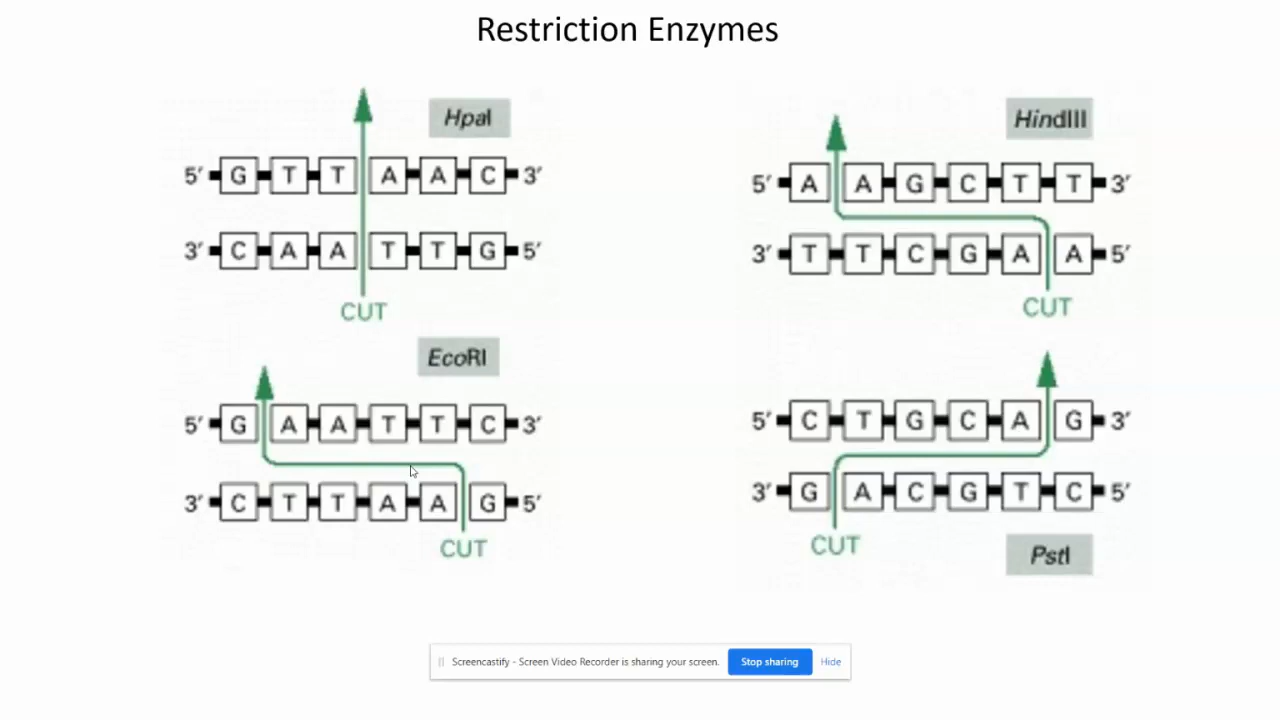 Restriction Enzymes
HpaI
5′ G T T A A C 3′
3′ C A A T T G 5′
CUT
HindIII
5′ A A G C T T 3′
3′ T T C G A A 5′
CUT
EcoRI
5′ G A A T T C 3′
3′ C T T A A G 5′
CUT
5′ C T G C A G 3′
3′ G A C G T C 5′
CUT
PstI
Screencastify - Screen Video Recorder is sharing your screen. Stop sharing Hide